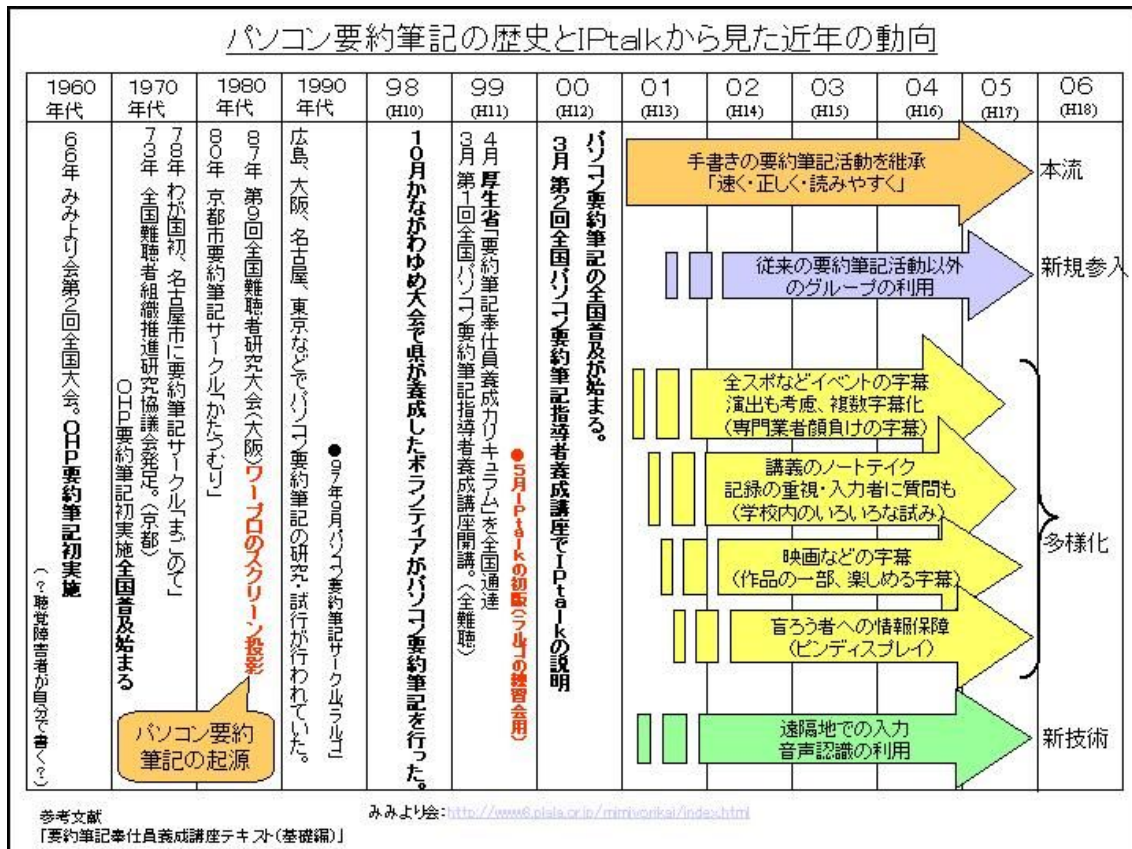 パソコン要約筆記の歴史とIPtalkから見た近年の動向
1960
年代
1970
年代
1980
年代
1990
年代
98
(H10)
99
(H11)
00
(H12)
01
(H13)
02
(H14)
03
(H15)
04
(H16)
05
(H17)
06
(H18)
66年 みみより会第2回全国大会。OHP要約筆記初実施
(?聴覚障害者が自分で書く?)
78年 わが国初、名古屋市に要約筆記サークル「まごのて」
73年 全国難聴者組織推進研究協議会発足。(京都)
OHP要約筆記初実施全国普及始まる
87年 第9回全国難聴者研究大会(大阪)ワープロのスクリーン投影
80年 京都市要約筆記サークル「かたつむり」
パソコン要約
筆記の起源
広島、大阪、名古屋、東京などでパソコン要約筆記の研究・試行が行われていた。
●97年9月パソコン要約筆記サークル「ラルゴ」
10月かながわゆめ大会で県が養成したボランティアがパソコン要約筆記を行った。
4月厚生省「要約筆記奉仕員養成カリキュラム」を全国通達
3月 第1回全国パソコン要約筆記指導者養成講座開講。(全難聴)
●5月IPtalkの初版(ラルゴの練習会用)
パソコン要約筆記の全国普及が始まる。
3月 第2回全国パソコン要約筆記指導者養成講座でIPtalkの説明
手書きの要約筆記活動を継承
「速く・正しく・読みやすく」
本流
従来の要約筆記活動以外
のグループの利用
新規参入
全スポなどイベントの字幕
演出も考慮、複数字幕化
(専門業者顔負けの字幕)
講義のノートテイク
記録の重視・入力者に質問も
(学校内のいろいろな試み)
映画などの字幕
(作品の一部、楽しめる字幕)
盲ろう者への情報保障
(ピンディスプレイ)
多様化
遠隔地での入力
音声認識の利用
新技術
参考文献
「要約筆記奉仕員養成講座テキスト(基礎編)」
みみより会:http://www6.plala.or.jp/mimiyorikai/index.html